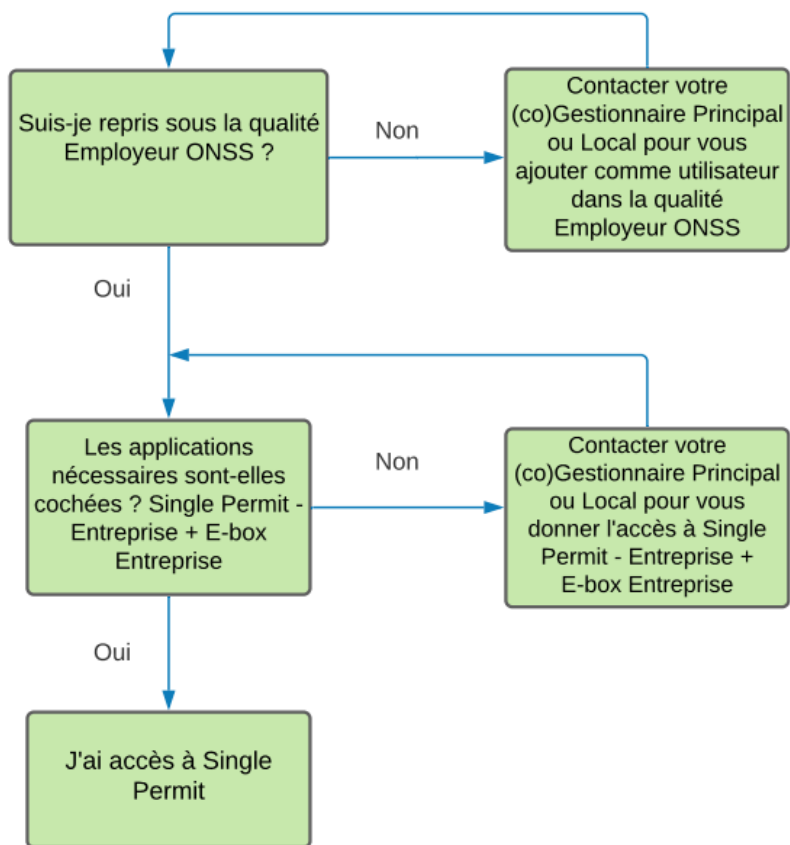 Suis-je repris sous la qualité
Employeur ONSS ?
Non
Contacter votre
(co)Gestionnaire Principal
ou Local pour vous
ajouter comme utilisateur
dans la qualité
Employeur ONSS
Oui
Les applications
nécessaires sont-elles
cochées ? Single Permit -
Entreprise + E-box
Entreprise
Non
Contacter votre
(co)Gestionnaire Principal
ou Local pour vous
donner l'accès à Single
Permit - Entreprise +
E-box Entreprise
Oui
J'ai accès à Single
Permit